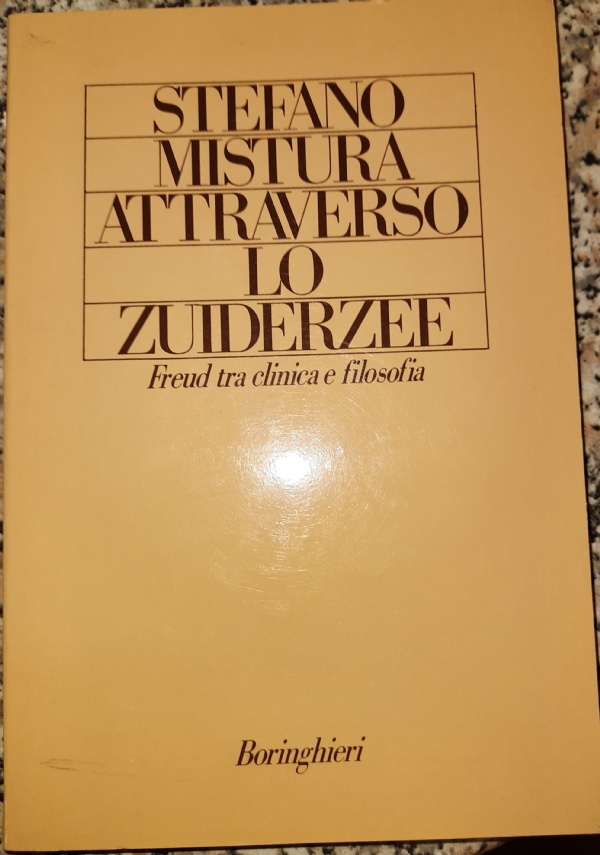 STEFANO
MISTURA
ATTRAVERSO
LO
ZUIDERZEE
Freud tra clinica e filosofia
Boringhieri